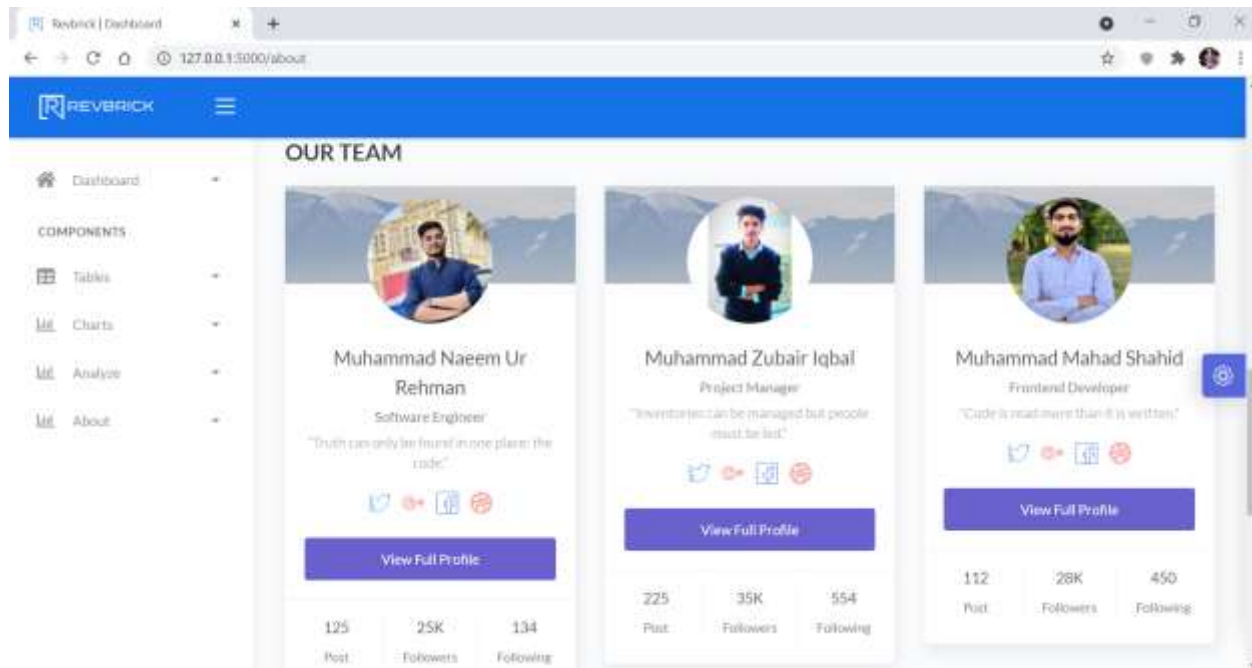 Revbrick | Dashboard
127.0.0.1:5000/about
REVBRICK
Dashboard
COMPONENTS
Tables
Charts
Analyze
About
OUR TEAM
Muhammad Naeem Ur
Rehman
Software Engineer
"Truth can only be found in one place: the
code."
View Full Profile
125
25K
134
Post
Followers
Following
Muhammad Zubair Iqbal
Project Manager
"Inventories can be managed but people
must be led."
View Full Profile
225
35K
554
Post
Followers
Following
Muhammad Mahad Shahid
Frontend Developer
"Code is read more than it is written."
View Full Profile
112
28K
450
Post
Followers
Following